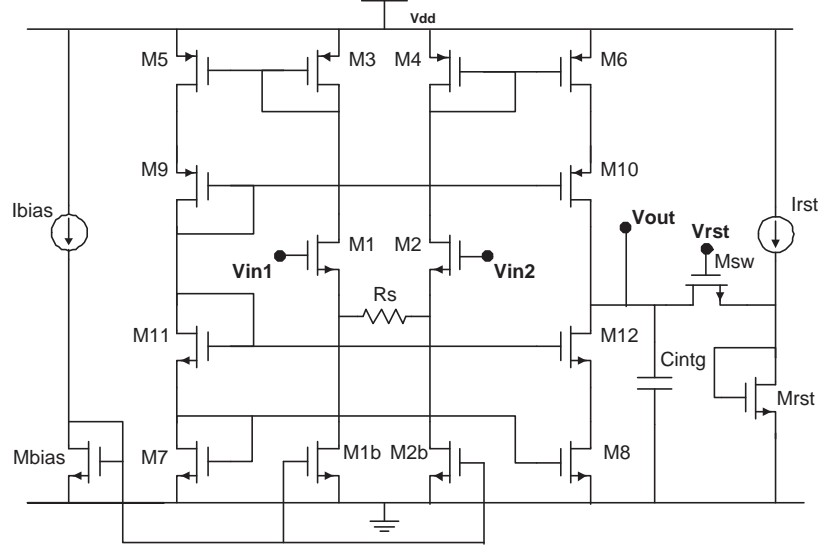 Vdd
M5
M3
M4
M6
M9
M10
Ibias
Vout
Vrst
Irst
M1
M2
Msw
Vin1
Vin2
Rs
M11
M12
Cintg
Mrst
Mbias
M7
M1b
M2b
M8